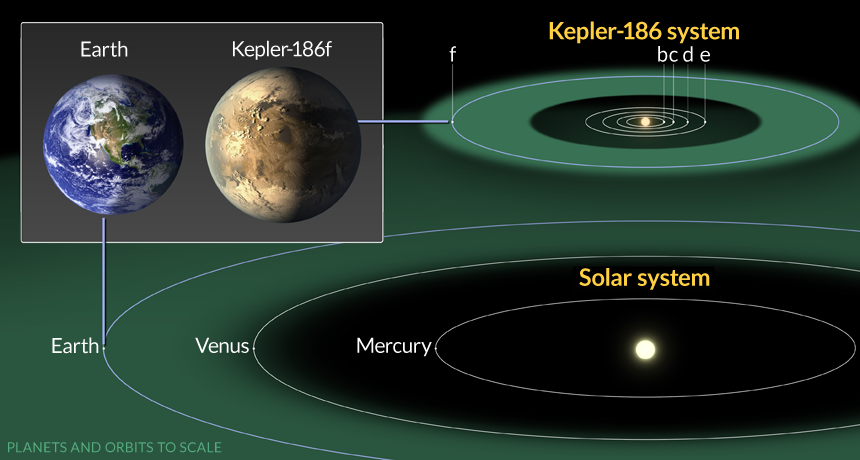 Earth
Kepler-186f
Kepler-186 system
f
b c d e
Solar system
Earth
Venus
Mercury
PLANETS AND ORBITS TO SCALE